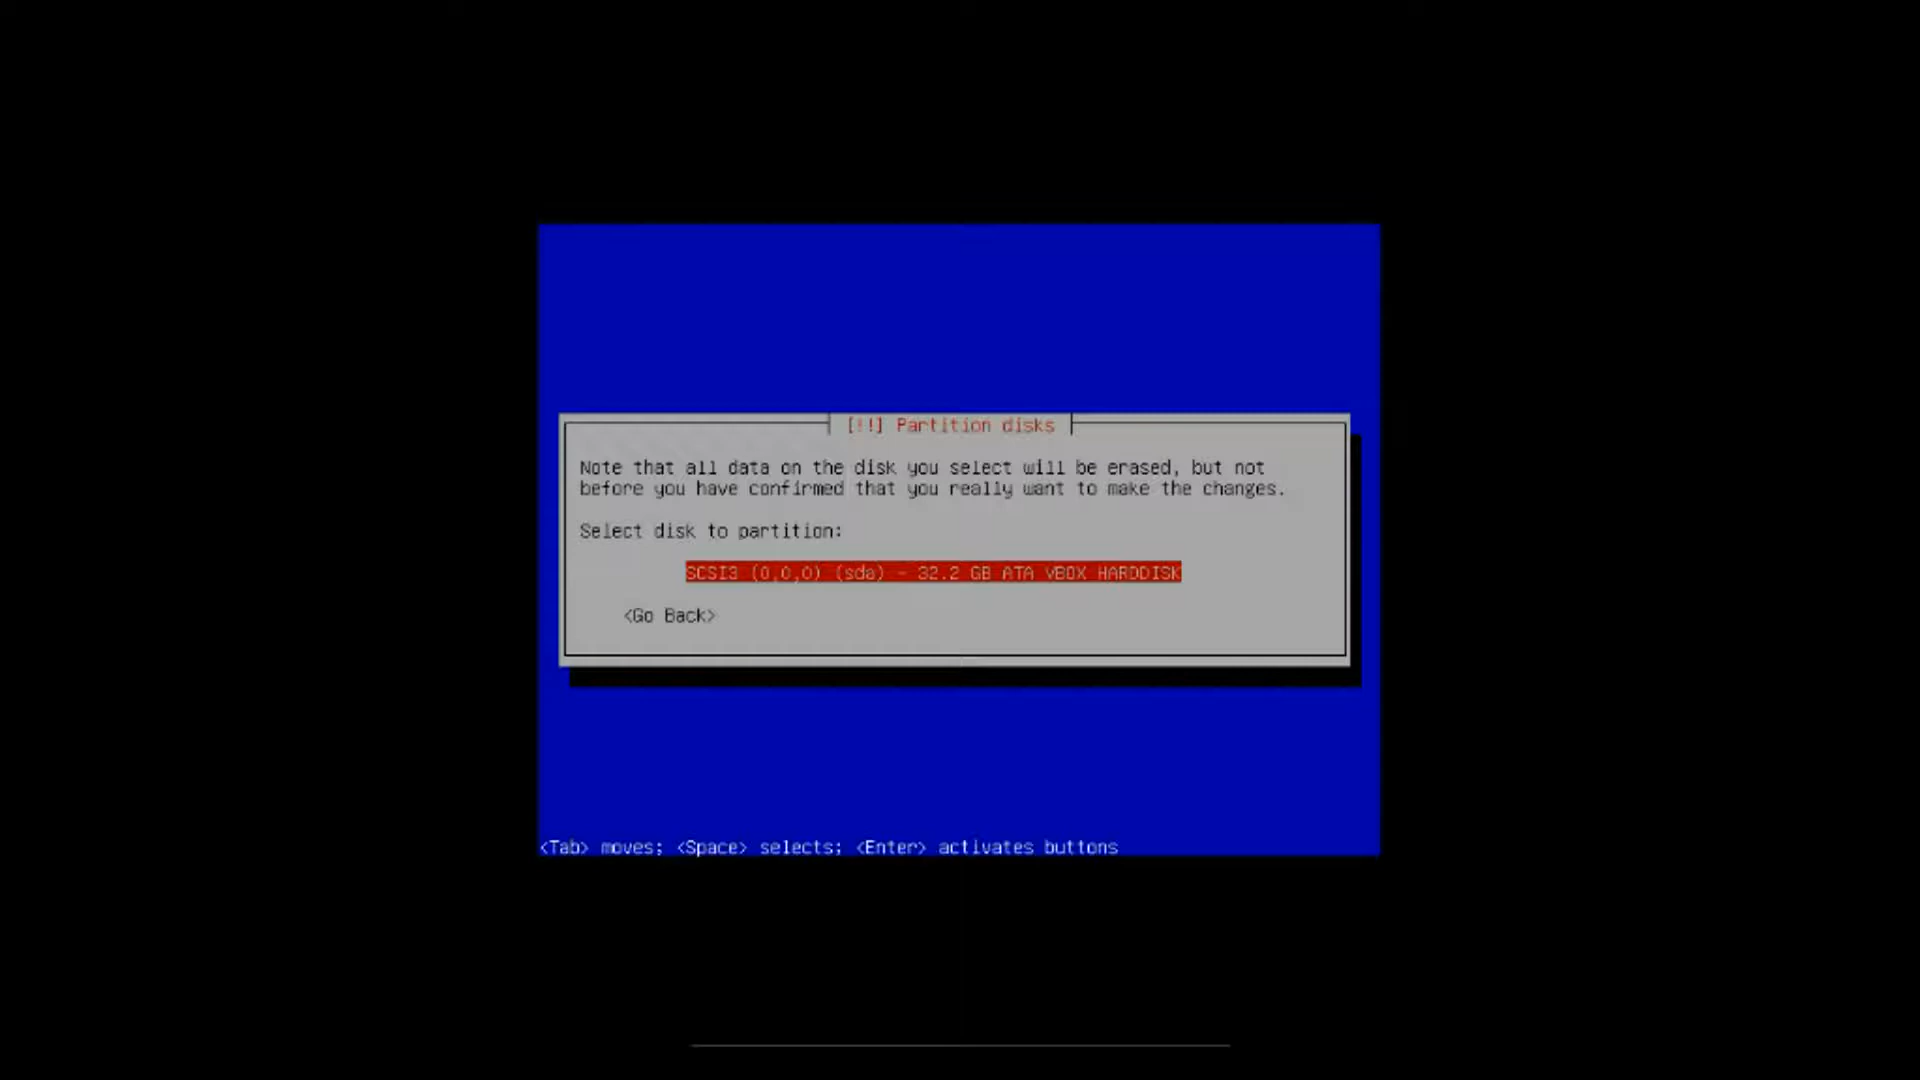 [!!] Partition disks
Note that all data on the disk you select will be erased, but not
before you have confirmed that you really want to make the changes.
Select disk to partition:
SCSI3 (0,0,0) (sda) - 32.2 GB ATA VBOX HARDDISK
<Go Back>
<Tab> moves; <Space> selects; <Enter> activates buttons